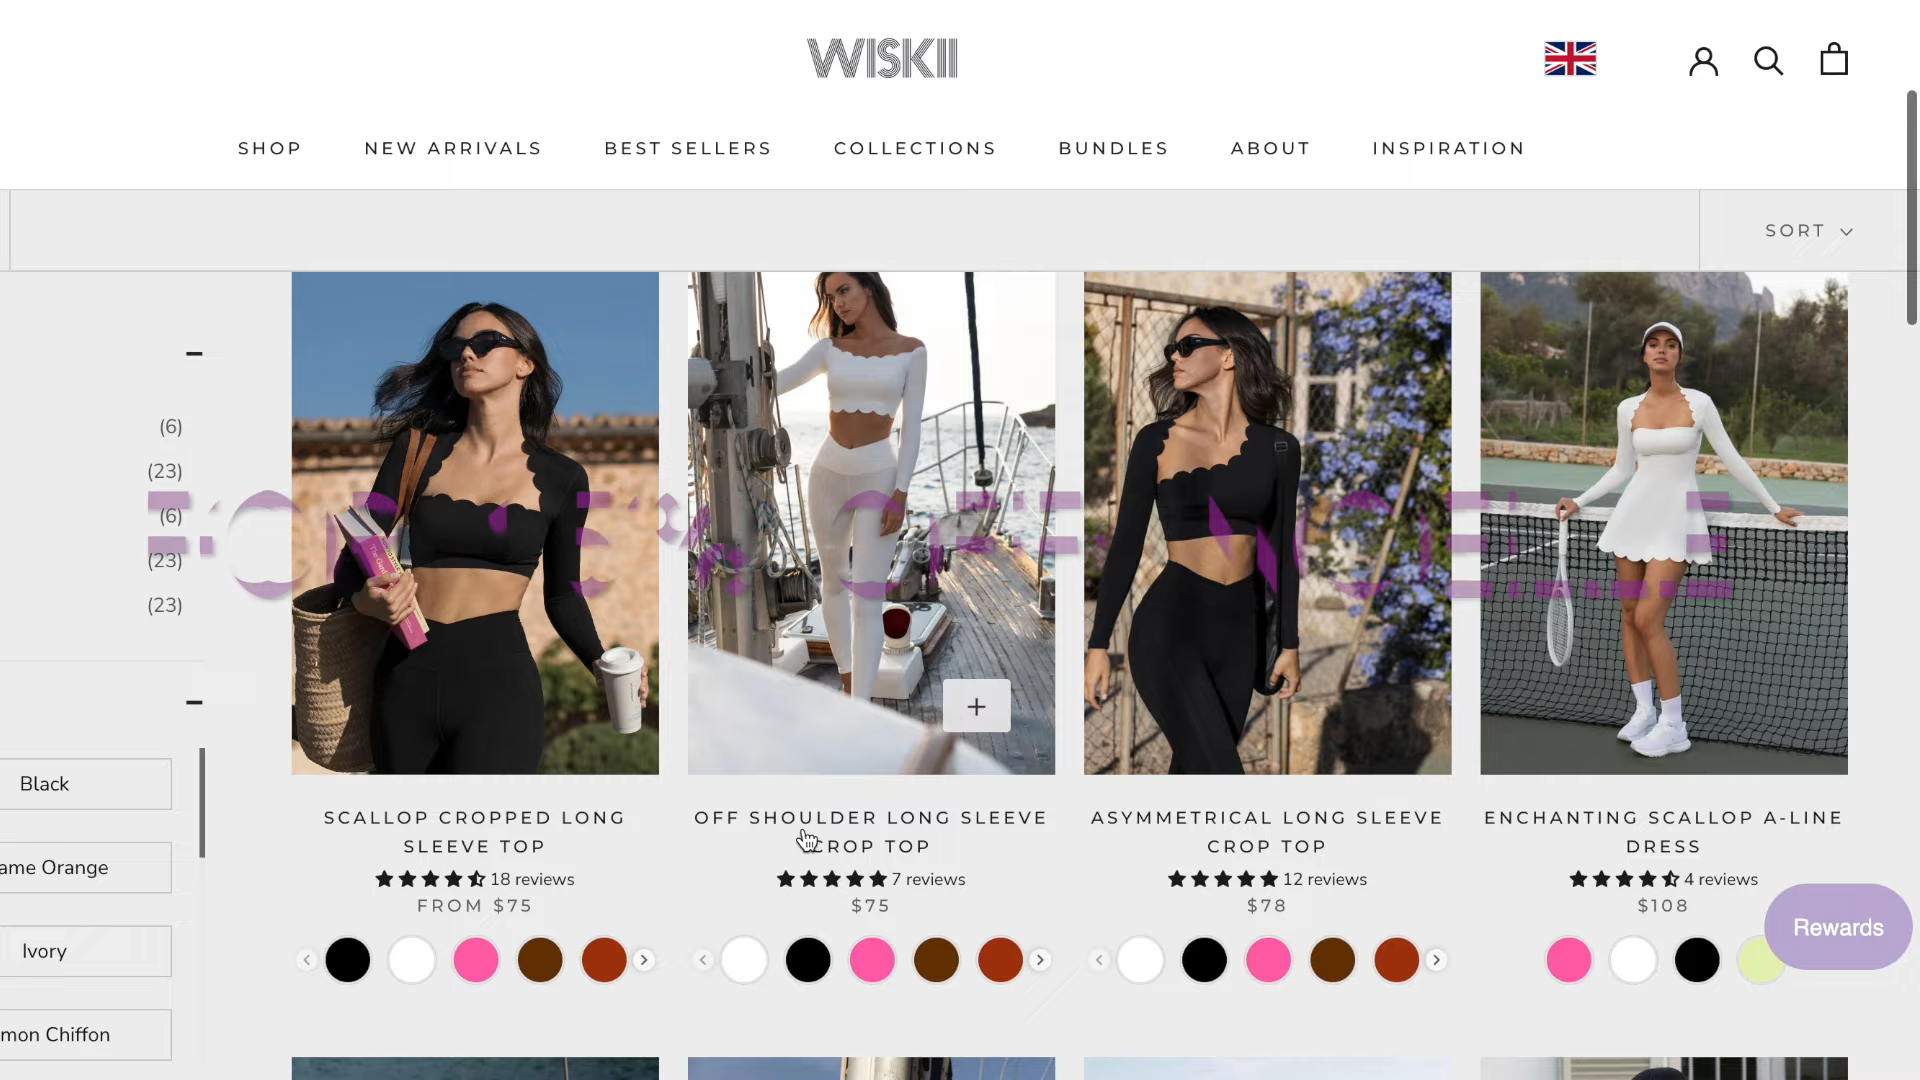 WISKII
SHOP NEW ARRIVALS BEST SELLERS COLLECTIONS BUNDLES ABOUT INSPIRATION
SORT
(6)
(23)
(6)
(23)
(23)
Black
ame Orange
Ivory
mon Chiffon
SCALLOP CROPPED LONG
SLEEVE TOP
18 reviews
FROM $75
OFF SHOULDER LONG SLEEVE
CROP TOP
7 reviews
$75
ASYMMETRICAL LONG SLEEVE
CROP TOP
12 reviews
$78
ENCHANTING SCALLOP A-LINE
DRESS
4 reviews
$108
Rewards